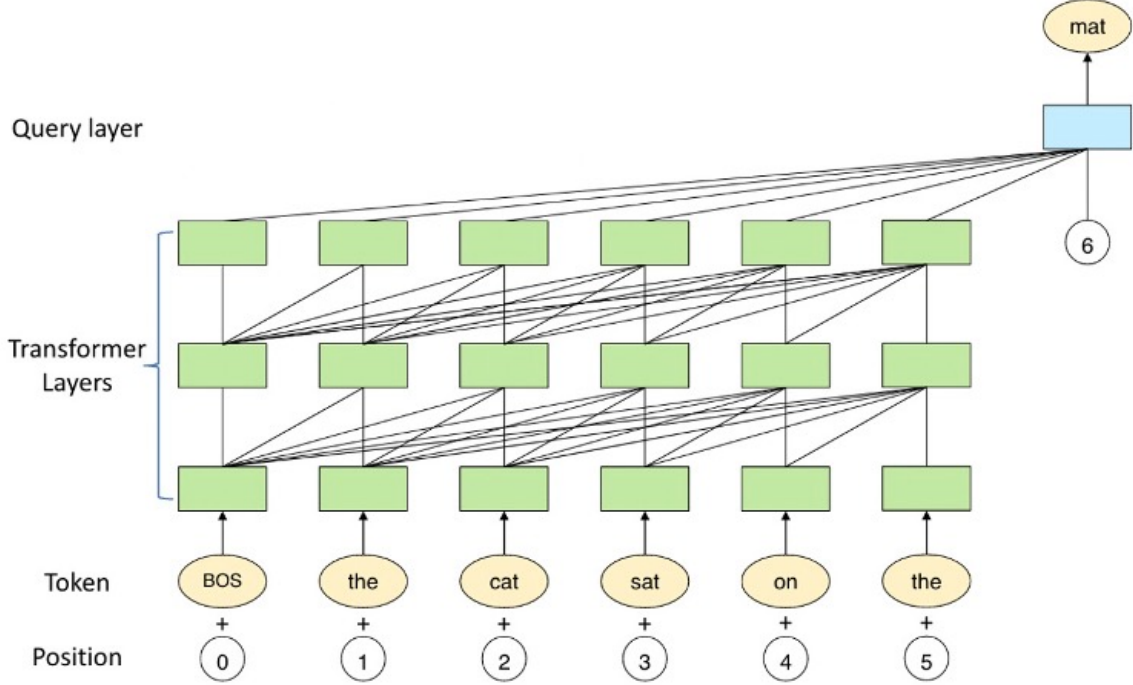 mat
Query layer
6
Transformer
Layers
Token BOS the cat sat on the
+ + + + + +
Position 0 1 2 3 4 5